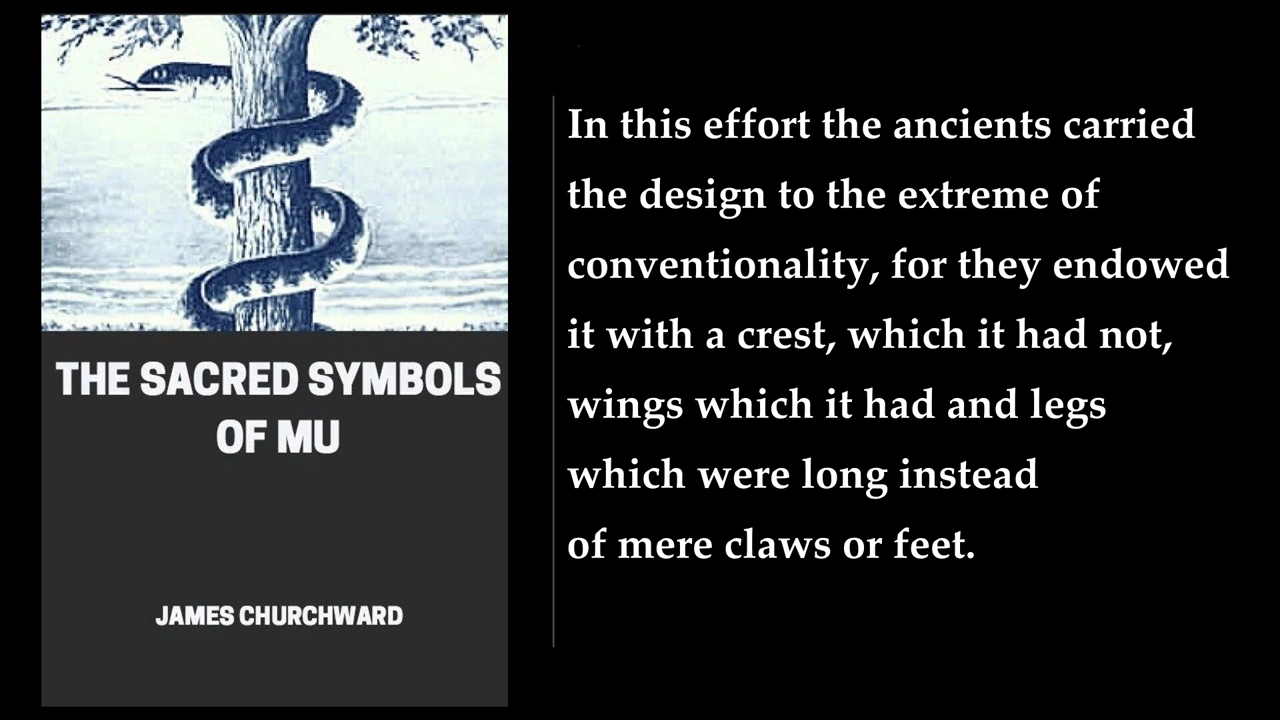 THE SACRED SYMBOLS
OF MU
JAMES CHURCHWARD
In this effort the ancients carried
the design to the extreme of
conventionality, for they endowed
it with a crest, which it had not,
wings which it had and legs
which were long instead
of mere claws or feet.